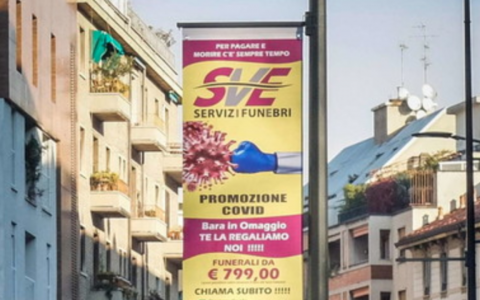 PER PAGARE E
MORIRE C'E' SEMPRE TEMPO
SVE
SERVIZI FUNEBRI
PROMOZIONE
COVID
Bara in Omaggio
TE LA REGALIAMO
NOI !!!!!
FUNERALI DA
€ 799,00
CHIAMA SUBITO !!!!!